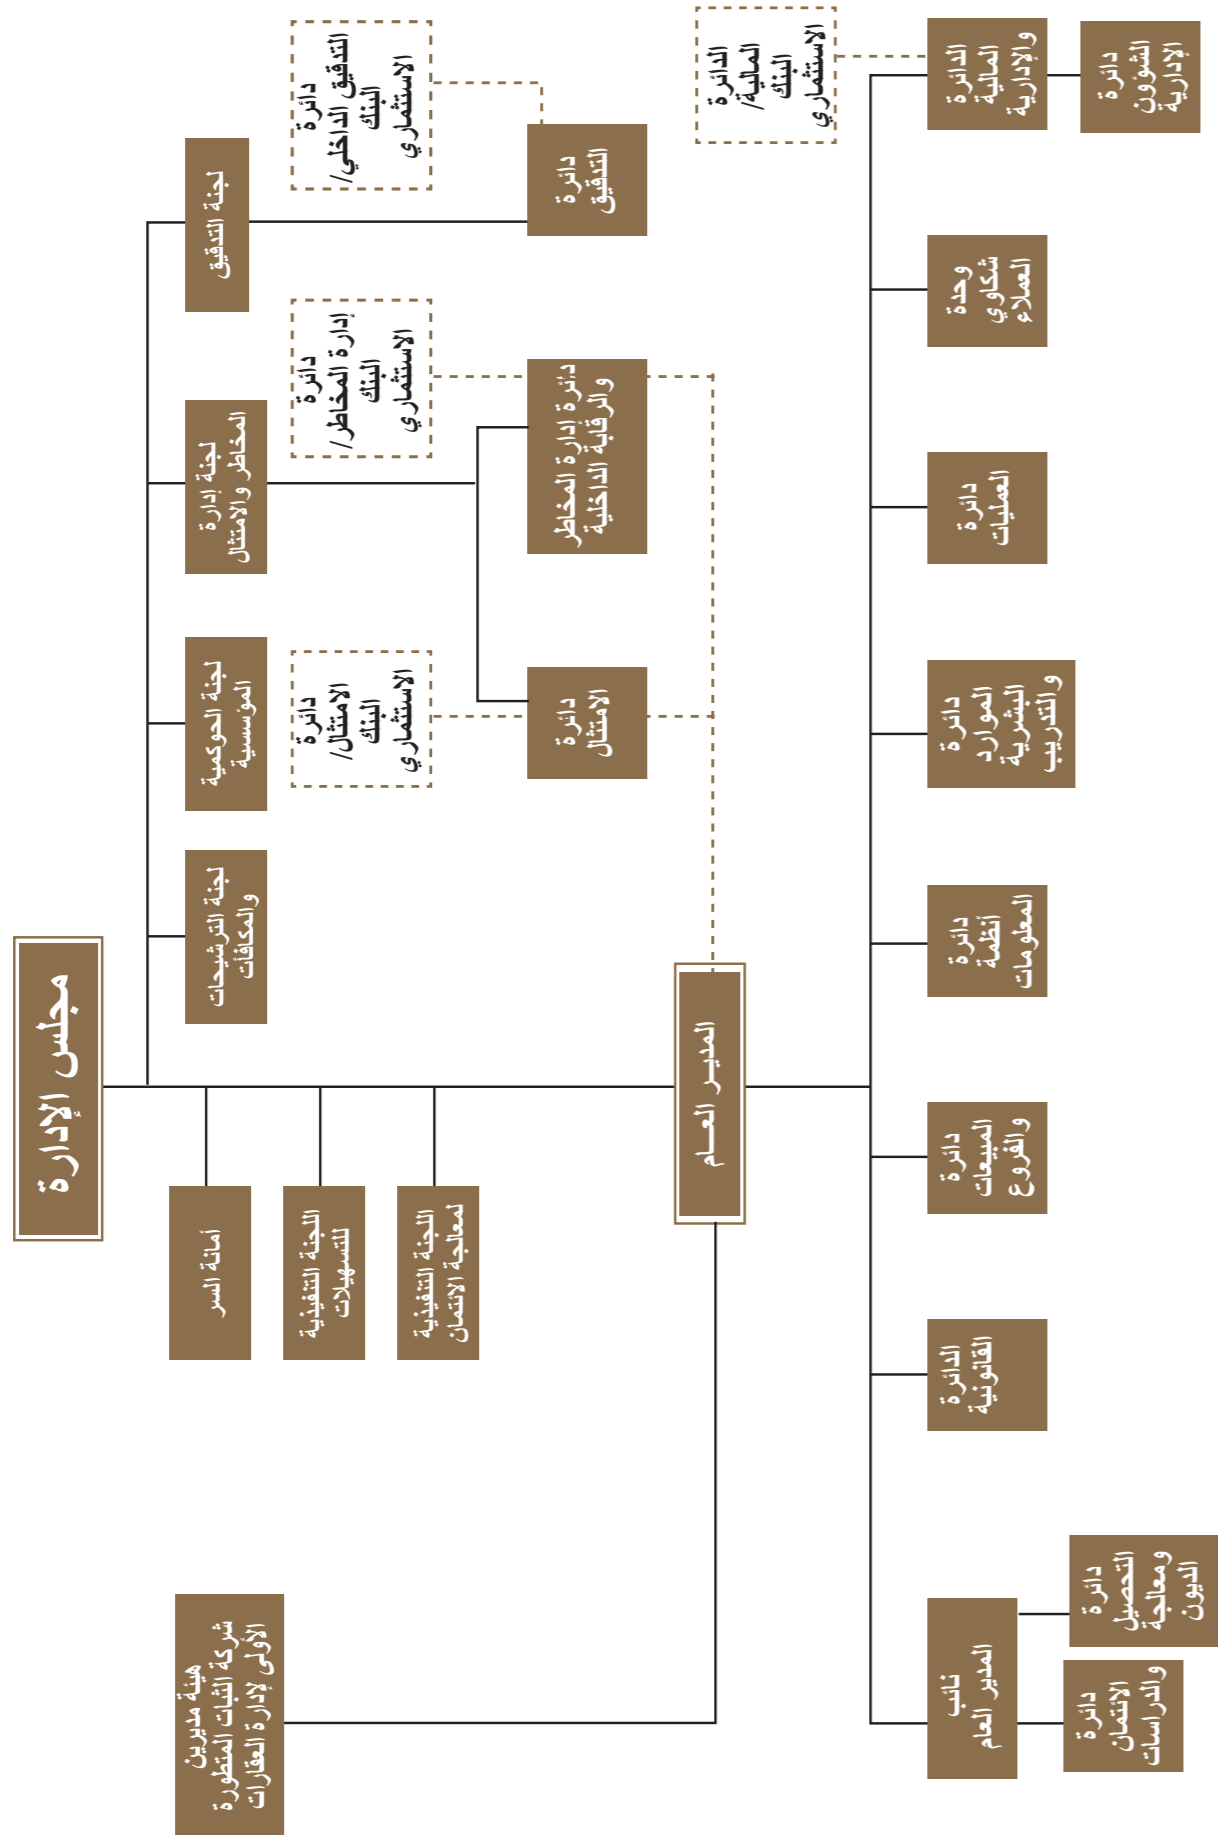 مجلس الإدارة
لجنة التدقيق
لجنة إدارة
المخاطر والامتثال
لجنة الحوكمية
المؤسسية
لجنة الترشيحات
والمكافأت
أمانة السر
اللجنة التنفيذية
للتسهيلات
اللجنة التنفيذية
لمعالجة الائتمان
هيئة مديرين
شركة الثبات المتطورة
الأولى لإدارة العقارات
دائرة
التدقيق الداخلي/
البنك
الاستثماري
دائرة
إدارة المخاطر/
البنك
الاستثماري
دائرة
الامتثال/
البنك
الاستثماري
دائرة
التدقيق
دائرة إدارة المخاطر
والرقابة الداخلية
دائرة
الامتثال
المديـر العــام
الدائرة
المالية/
البنك
الاستثماري
الدائرة
المالية
والإدارية
دائرة
الشؤون
الإدارية
وحدة
شكاوي
العملاء
دائرة
العمليات
دائرة
الموارد
البشرية
والتدريب
دائرة
أنظمة
المعلومات
دائرة
المبيعات
والفروع
الدائرة
القانونية
نائب
المدير العام
دائرة
التحصيل
ومعالجة
الديون
دائرة
الائتمان
والدراسات